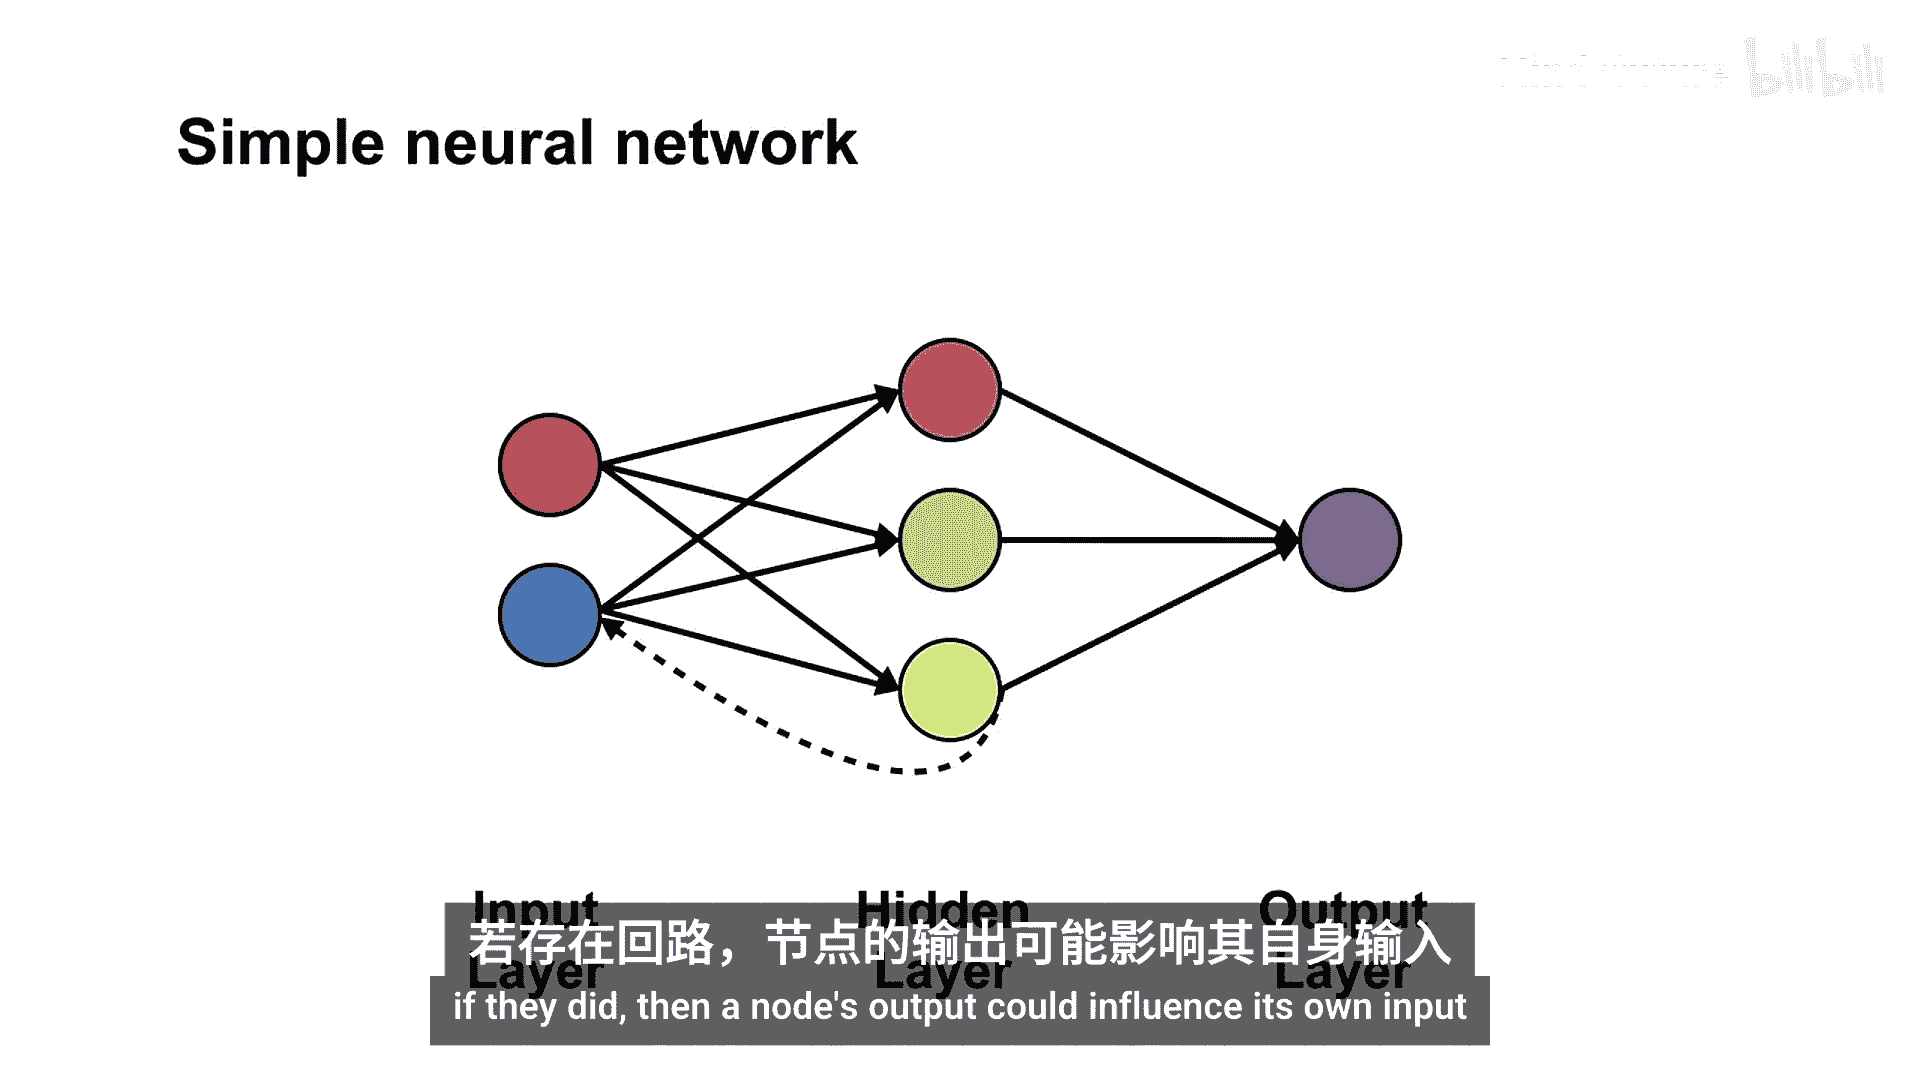 bilibili
Simple neural network
Input
Layer
Hidden
Layer
Output
Layer
若存在回路，节点的输出可能影响其自身输入
if they did, then a node's output could influence its own input